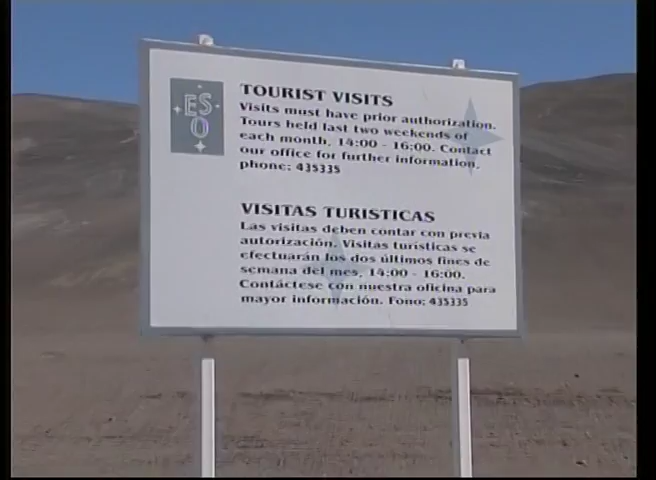 ESO
TOURIST VISITS
Visits must have prior authorization.
Tours held last two weekends of
each month, 14:00 - 16:00. Contact
our office for further information,
phone: 435335
VISITAS TURISTICAS
Las visitas deben contar con previa
autorización. Visitas turísticas se
efectuarán los dos últimos fines de
semana del mes, 14:00 - 16:00.
Contáctese con nuestra oficina para
mayor información. Fono: 435335